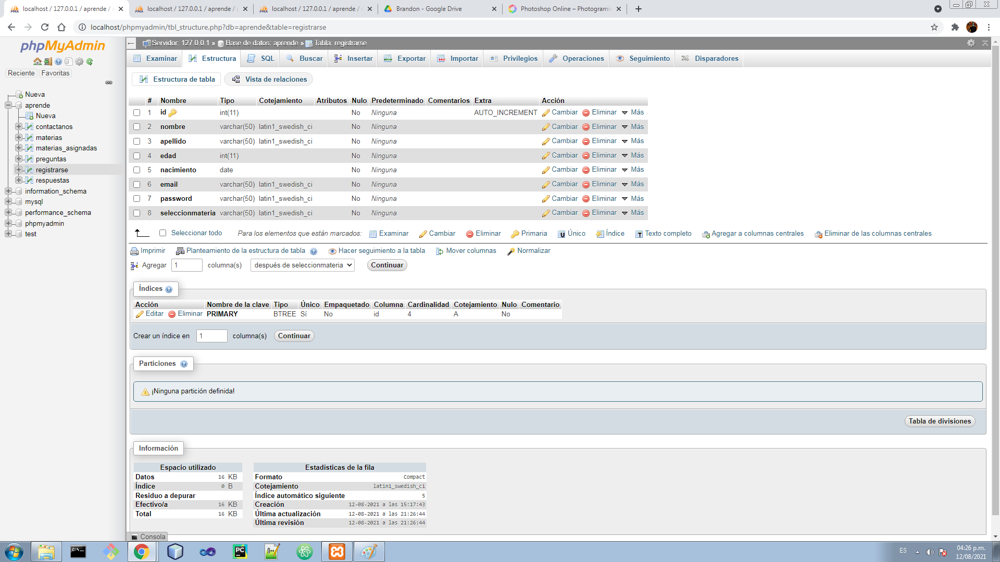 localhost / 127.0.0.1 / aprende /
localhost / 127.0.0.1 / aprende /
localhost / 127.0.0.1 / aprende /
Brandon - Google Drive
Photoshop Online – Photogramio
localhost/phpmyadmin/tbl_structure.php?db=aprende&table=registrarse
phpMyAdmin
Reciente Favoritas
Nueva
aprende
Nueva
contactanos
materias
materias_asignadas
preguntas
registrarse
respuestas
information_schema
mysql
performance_schema
phpmyadmin
test
Servidor: 127.0.0.1 » Base de datos: aprende » Tabla: registrarse
Examinar Estructura SQL Buscar Insertar Exportar Importar Privilegios Operaciones Seguimiento Disparadores
Estructura de tabla Vista de relaciones
# Nombre Tipo Cotejamiento Atributos Nulo Predeterminado Comentarios Extra Acción
1 id int(11) No Ninguna AUTO_INCREMENT Cambiar Eliminar Más
2 nombre varchar(50) latin1_swedish_ci No Ninguna Cambiar Eliminar Más
3 apellido varchar(50) latin1_swedish_ci No Ninguna Cambiar Eliminar Más
4 edad int(11) No Ninguna Cambiar Eliminar Más
5 nacimiento date No Ninguna Cambiar Eliminar Más
6 email varchar(50) latin1_swedish_ci No Ninguna Cambiar Eliminar Más
7 password varchar(50) latin1_swedish_ci No Ninguna Cambiar Eliminar Más
8 seleccionmateria varchar(50) latin1_swedish_ci No Ninguna Cambiar Eliminar Más
Seleccionar todo Para los elementos que están marcados: Examinar Cambiar Eliminar Primaria Único Índice Texto completo Agregar a columnas centrales Eliminar de las columnas centrales
Imprimir Planteamiento de la estructura de tabla Hacer seguimiento a la tabla Mover columnas Normalizar
Agregar 1 columna(s) después de seleccionmateria Continuar
Índices
Acción Nombre de la clave Tipo Único Empaquetado Columna Cardinalidad Cotejamiento Nulo Comentario
Editar Eliminar PRIMARY BTREE Sí No id 4 A No
Crear un índice en 1 columna(s) Continuar
Particiones
¡Ninguna partición definida!
Tabla de divisiones
Información
Espacio utilizado
Datos 16 KB
Índice 0 B
Residuo a depurar
Efectivo/a 16 KB
Total 16 KB
Estadísticas de la fila
Formato Compact
Cotejamiento latin1_swedish_ci
Índice automático siguiente 5
Creación 12-08-2021 a las 15:17:43
Última actualización 12-08-2021 a las 21:26:44
Última revisión 12-08-2021 a las 21:26:44
Consola
ES
04:26 p.m.
12/08/2021